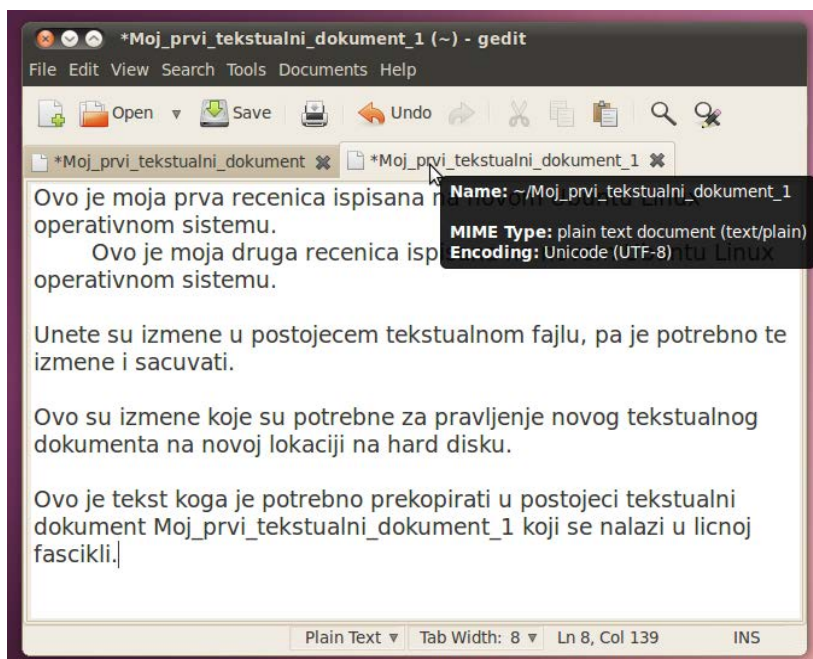 *Moj_prvi_tekstualni_dokument_1 (~) - gedit
File Edit View Search Tools Documents Help
Open Save Undo
*Moj_prvi_tekstualni_dokument *Moj_prvi_tekstualni_dokument_1
Name: ~/Moj_prvi_tekstualni_dokument_1
MIME Type: plain text document (text/plain)
Encoding: Unicode (UTF-8)
Ovo je moja prva recenica ispisana na novom Ubuntu Linux
operativnom sistemu.
Ovo je moja druga recenica Ubuntu Linux
operativnom sistemu.
Unete su izmene u postojecem tekstualnom fajlu, pa je potrebno te
izmene i sacuvati.
Ovo su izmene koje su potrebne za pravljenje novog tekstualnog
dokumenta na novoj lokaciji na hard disku.
Ovo je tekst koga je potrebno prekopirati u postojeci tekstualni
dokument Moj_prvi_tekstualni_dokument_1 koji se nalazi u licnoj
fascikli.
Plain Text Tab Width: 8 Ln 8, Col 139 INS